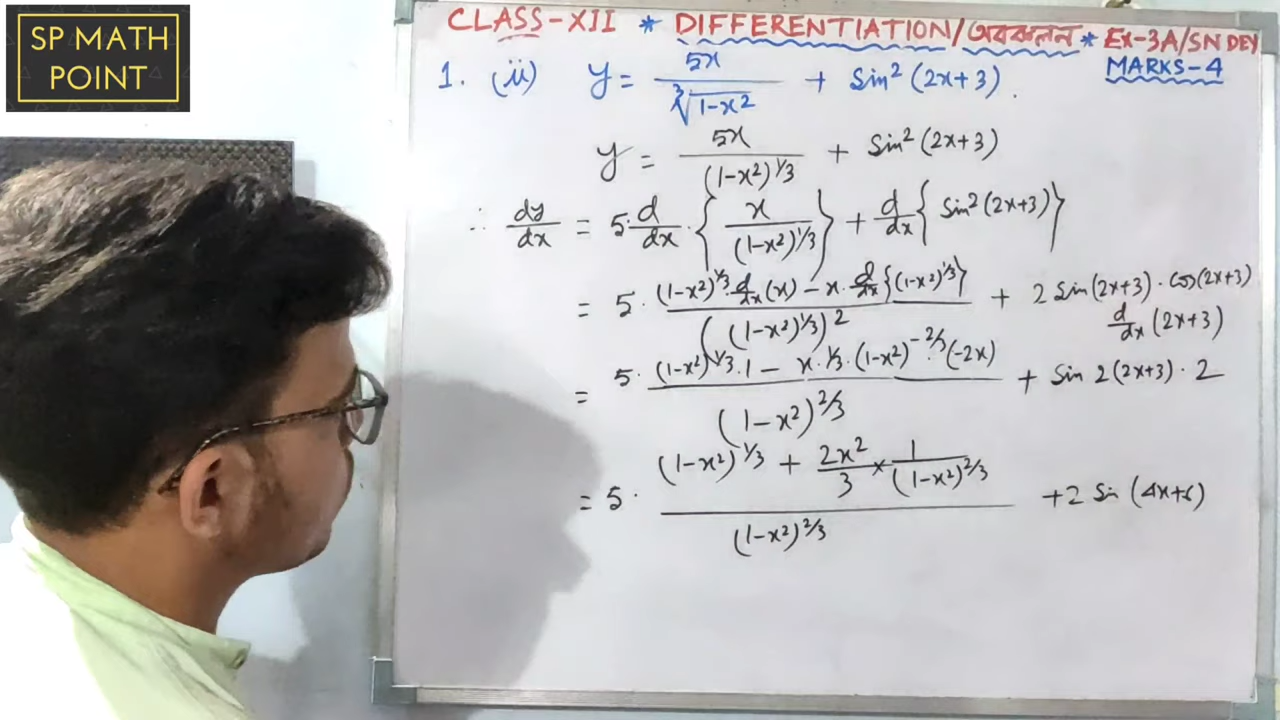 SP MATH
POINT
CLASS-XII * DIFFERENTIATION/অবকলন * Ex-3A/SN DEY
MARKS-4
1. (ii) y = 5x / ∛(1-x²) + Sin² (2x+3).
y = 5x / (1-x²)^1/3 + Sin² (2x+3)
∴ dy/dx = 5·d/dx·{x / (1-x²)^1/3} + d/dx{Sin² (2x+3)}
= 5· ((1-x²)^1/3·d/dx(x) - x·d/dx{(1-x²)^1/3}) / ((1-x²)^1/3)² + 2 Sin(2x+3)·cos(2x+3)
d/dx(2x+3)
= 5· ((1-x²)^1/3·1 - x·1/3·(1-x²)^-2/3·(-2x)) / (1-x²)^2/3 + Sin 2(2x+3)·2
= 5· ((1-x²)^1/3 + 2x²/3 × 1/(1-x²)^2/3) / (1-x²)^2/3 + 2 Sin (4x+6)